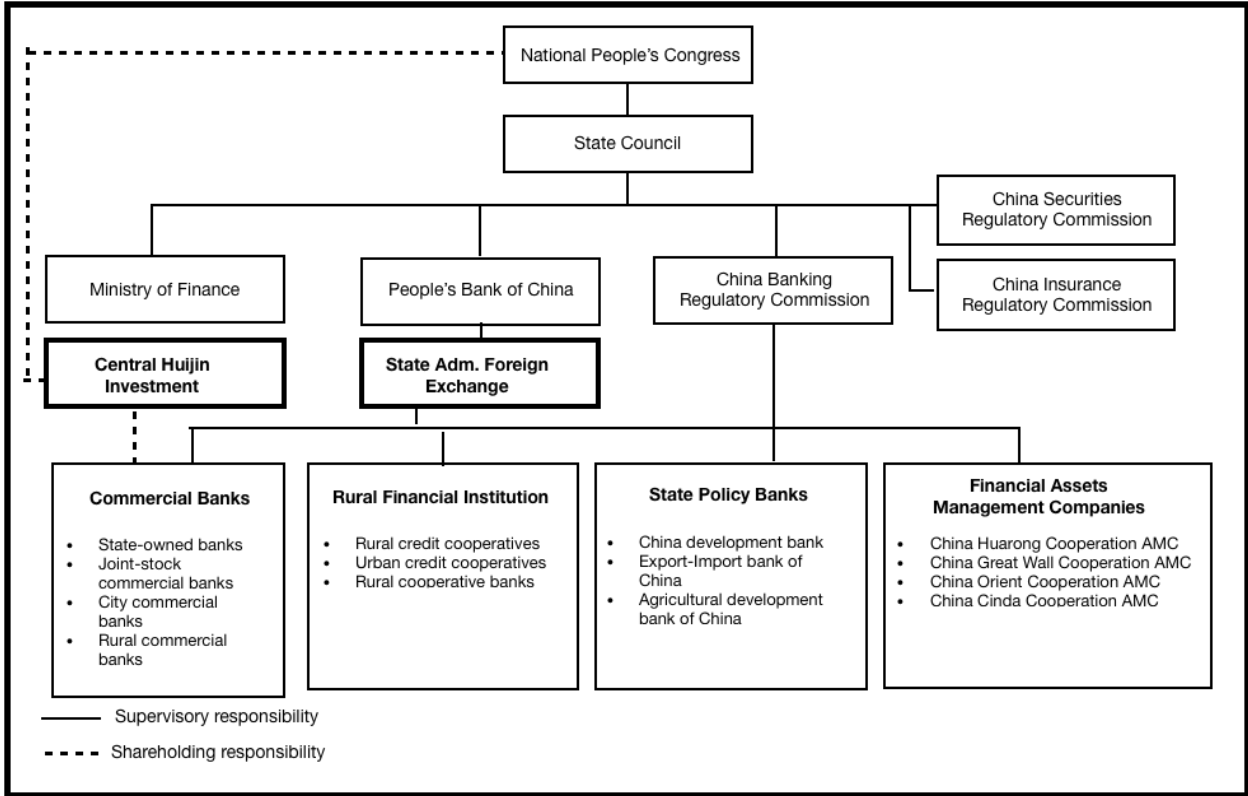 National People's Congress
State Council
China Securities
Regulatory Commission
Ministry of Finance
People's Bank of China
China Banking
Regulatory Commission
China Insurance
Regulatory Commission
Central Huijin
Investment
State Adm. Foreign
Exchange
Commercial Banks
• State-owned banks
• Joint-stock
commercial banks
• City commercial
banks
• Rural commercial
banks
Rural Financial Institution
• Rural credit cooperatives
• Urban credit cooperatives
• Rural cooperative banks
State Policy Banks
• China development bank
• Export-Import bank of
China
• Agricultural development
bank of China
Financial Assets
Management Companies
• China Huarong Cooperation AMC
• China Great Wall Cooperation AMC
• China Orient Cooperation AMC
• China Cinda Cooperation AMC
Supervisory responsibility
Shareholding responsibility